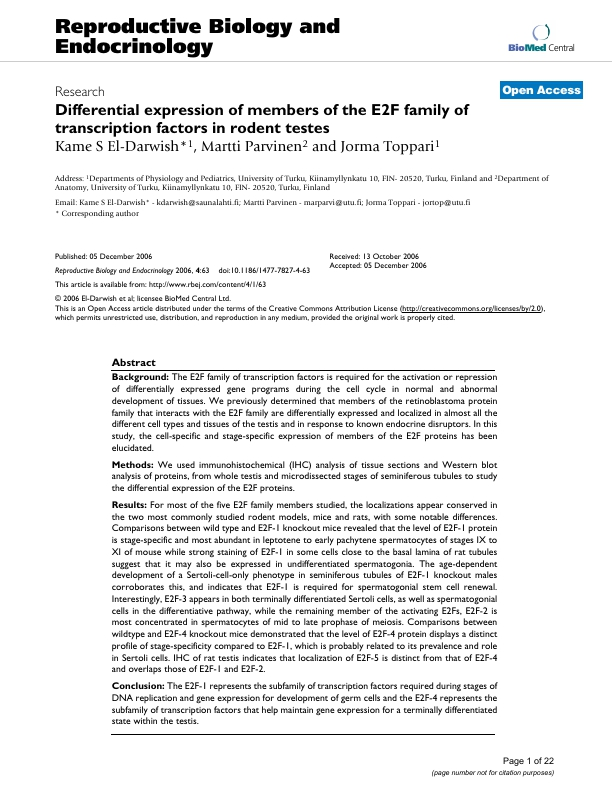 Reproductive Biology and
Endocrinology
BioMed Central
Open Access
Research
Differential expression of members of the E2F family of
transcription factors in rodent testes
Kame S El-Darwish*1, Martti Parvinen2 and Jorma Toppari1
Address: 1Departments of Physiology and Pediatrics, University of Turku, Kiinamyllynkatu 10, FIN- 20520, Turku, Finland and 2Department of
Anatomy, University of Turku, Kiinamyllynkatu 10, FIN- 20520, Turku, Finland
Email: Kame S El-Darwish* - kdarwish@saunalahti.fi; Martti Parvinen - marparvi@utu.fi; Jorma Toppari - jortop@utu.fi
* Corresponding author
Published: 05 December 2006
Reproductive Biology and Endocrinology 2006, 4:63 doi:10.1186/1477-7827-4-63
Received: 13 October 2006
Accepted: 05 December 2006
This article is available from: http://www.rbej.com/content/4/1/63
© 2006 El-Darwish et al; licensee BioMed Central Ltd.
This is an Open Access article distributed under the terms of the Creative Commons Attribution License (http://creativecommons.org/licenses/by/2.0),
which permits unrestricted use, distribution, and reproduction in any medium, provided the original work is properly cited.
Abstract
Background: The E2F family of transcription factors is required for the activation or repression
of differentially expressed gene programs during the cell cycle in normal and abnormal
development of tissues. We previously determined that members of the retinoblastoma protein
family that interacts with the E2F family are differentially expressed and localized in almost all the
different cell types and tissues of the testis and in response to known endocrine disruptors. In this
study, the cell-specific and stage-specific expression of members of the E2F proteins has been
elucidated.
Methods: We used immunohistochemical (IHC) analysis of tissue sections and Western blot
analysis of proteins, from whole testis and microdissected stages of seminiferous tubules to study
the differential expression of the E2F proteins.
Results: For most of the five E2F family members studied, the localizations appear conserved in
the two most commonly studied rodent models, mice and rats, with some notable differences.
Comparisons between wild type and E2F-1 knockout mice revealed that the level of E2F-1 protein
is stage-specific and most abundant in leptotene to early pachytene spermatocytes of stages IX to
XI of mouse while strong staining of E2F-1 in some cells close to the basal lamina of rat tubules
suggest that it may also be expressed in undifferentiated spermatogonia. The age-dependent
development of a Sertoli-cell-only phenotype in seminiferous tubules of E2F-1 knockout males
corroborates this, and indicates that E2F-1 is required for spermatogonial stem cell renewal.
Interestingly, E2F-3 appears in both terminally differentiated Sertoli cells, as well as spermatogonial
cells in the differentiative pathway, while the remaining member of the activating E2Fs, E2F-2 is
most concentrated in spermatocytes of mid to late prophase of meiosis. Comparisons between
wildtype and E2F-4 knockout mice demonstrated that the level of E2F-4 protein displays a distinct
profile of stage-specificity compared to E2F-1, which is probably related to its prevalence and role
in Sertoli cells. IHC of rat testis indicates that localization of E2F-5 is distinct from that of E2F-4
and overlaps those of E2F-1 and E2F-2.
Conclusion: The E2F-1 represents the subfamily of transcription factors required during stages of
DNA replication and gene expression for development of germ cells and the E2F-4 represents the
subfamily of transcription factors that help maintain gene expression for a terminally differentiated
state within the testis.
Page 1 of 22
(page number not for citation purposes)